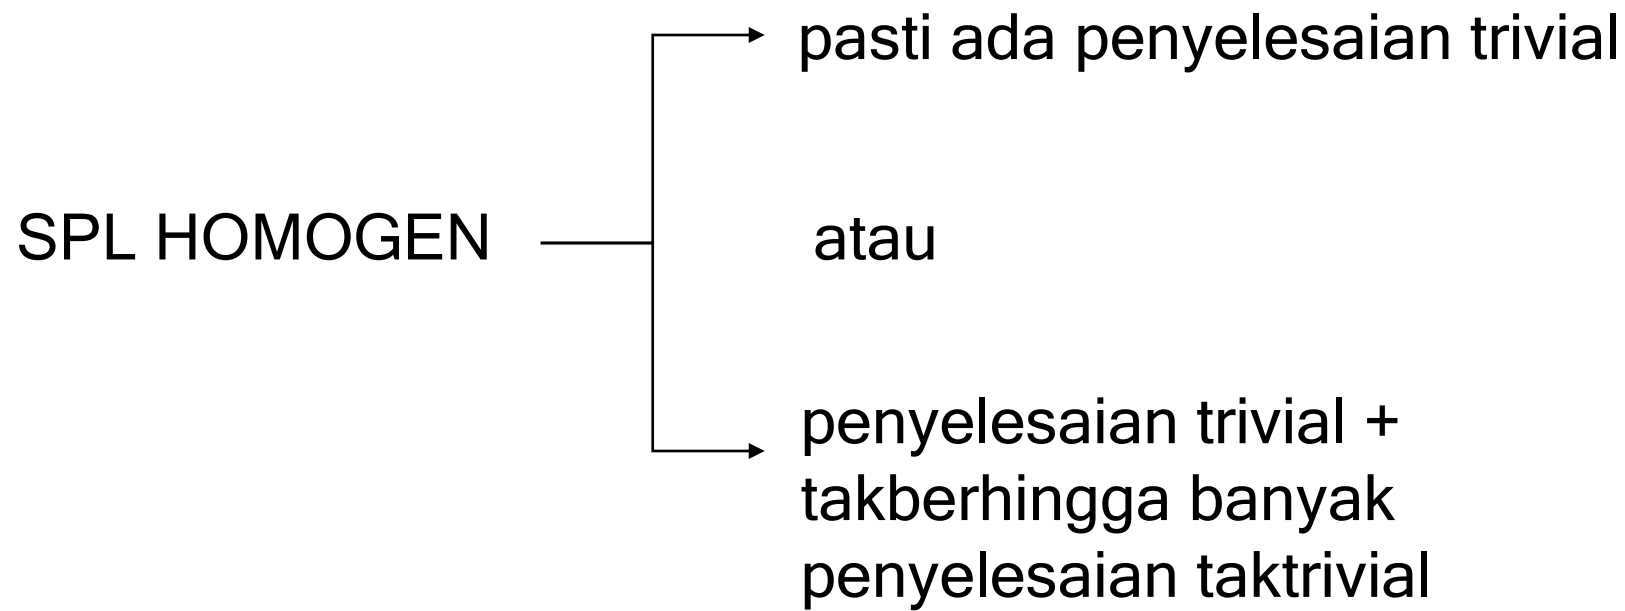 pasti ada penyelesaian trivial
SPL HOMOGEN
atau
penyelesaian trivial +
takberhingga banyak
penyelesaian taktrivial